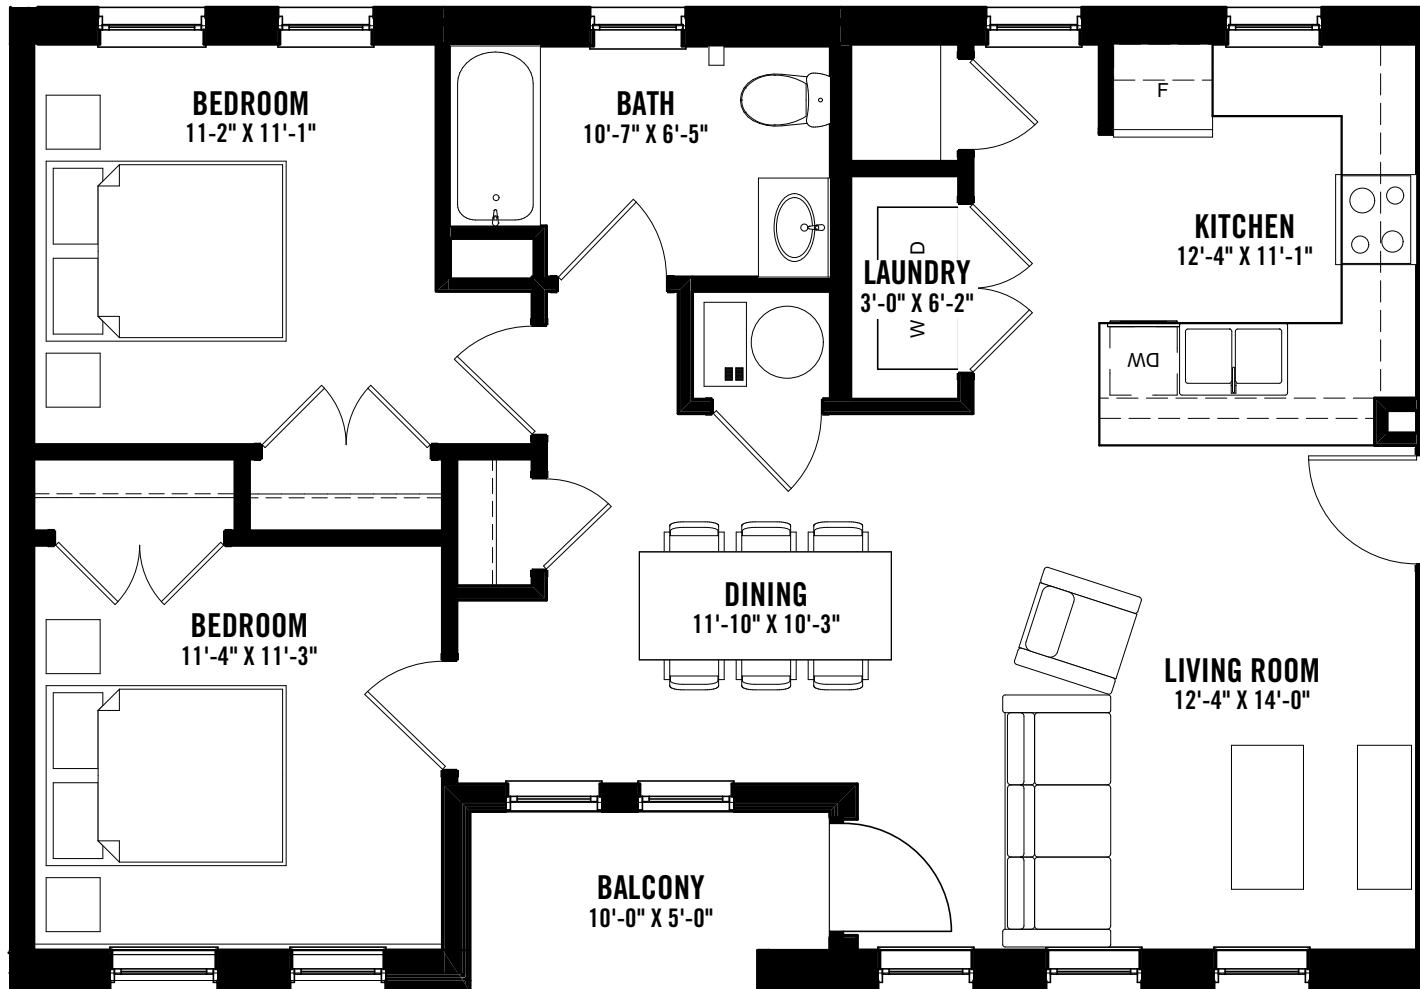 BEDROOM
11-2" X 11'-1"
BATH
10'-7" X 6'-5"
F
KITCHEN
12'-4" X 11'-1"
D
LAUNDRY
3'-0" X 6'-2"
W
DW
DINING
11'-10" X 10'-3"
BEDROOM
11'-4" X 11'-3"
LIVING ROOM
12'-4" X 14'-0"
BALCONY
10'-0" X 5'-0"